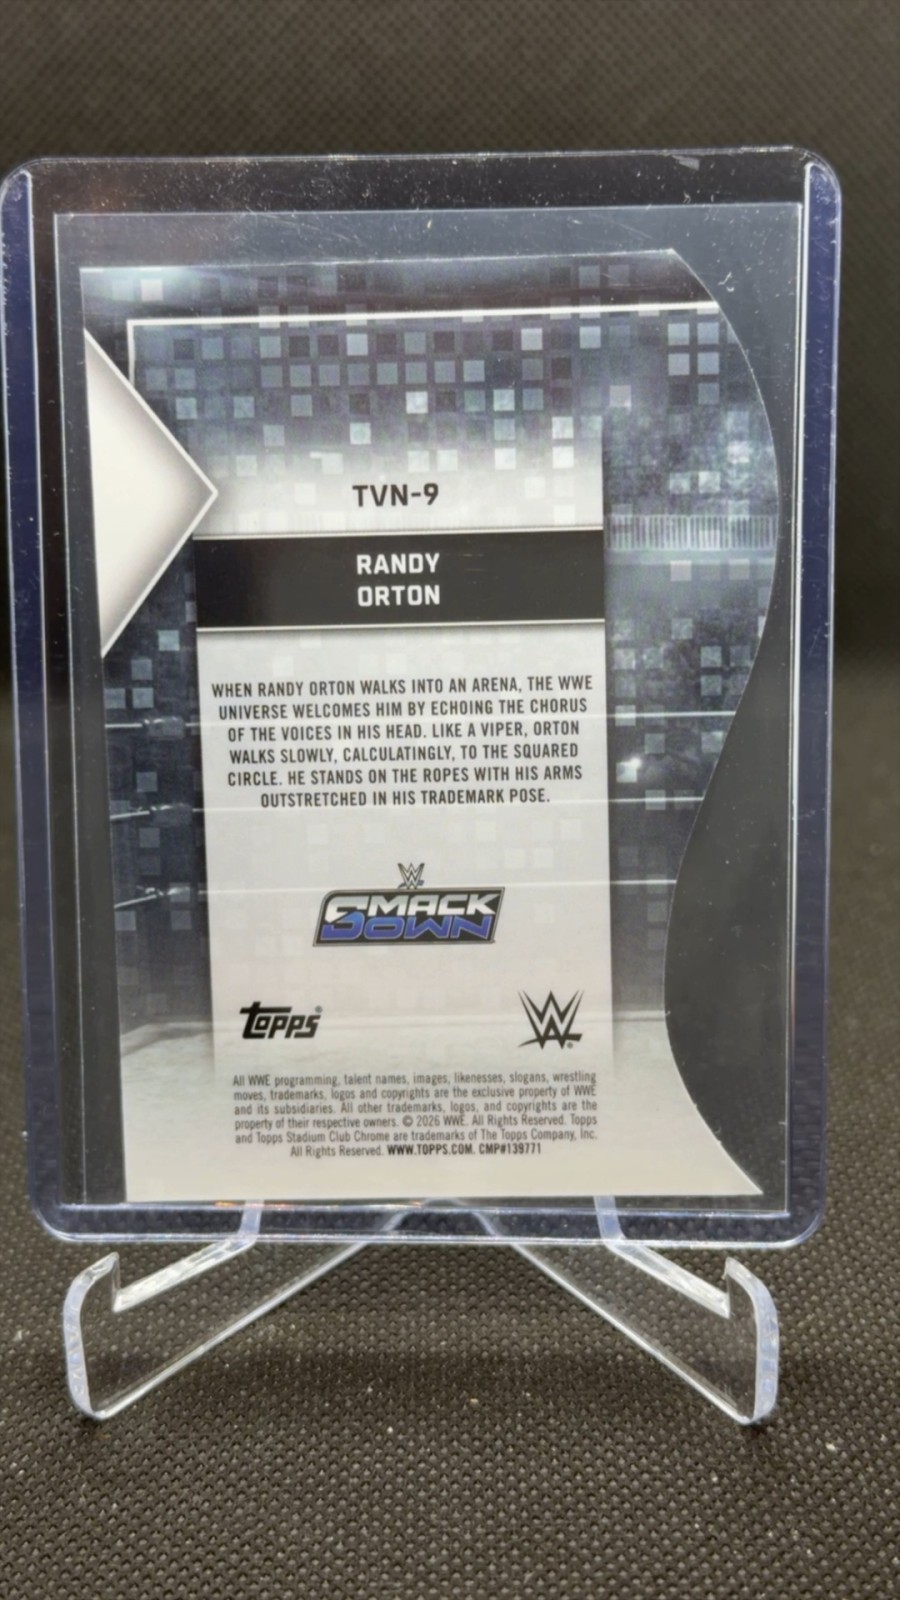 TVN-9
RANDY
ORTON
WHEN RANDY ORTON WALKS INTO AN ARENA, THE WWE
UNIVERSE WELCOMES HIM BY ECHOING THE CHORUS
OF THE VOICES IN HIS HEAD. LIKE A VIPER, ORTON
WALKS SLOWLY, CALCULATINGLY, TO THE SQUARED
CIRCLE. HE STANDS ON THE ROPES WITH HIS ARMS
OUTSTRETCHED IN HIS TRADEMARK POSE.
W
SMACK
DOWN
topps®
W®
All WWE programming, talent names, images, likenesses, slogans, wrestling
moves, trademarks, logos and copyrights are the exclusive property of WWE
and its subsidiaries. All other trademarks, logos, and copyrights are the
property of their respective owners. © 2026 WWE. All Rights Reserved. Topps
and Topps Stadium Club Chrome are trademarks of The Topps Company, Inc.
All Rights Reserved. WWW.TOPPS.COM. CMP#139771